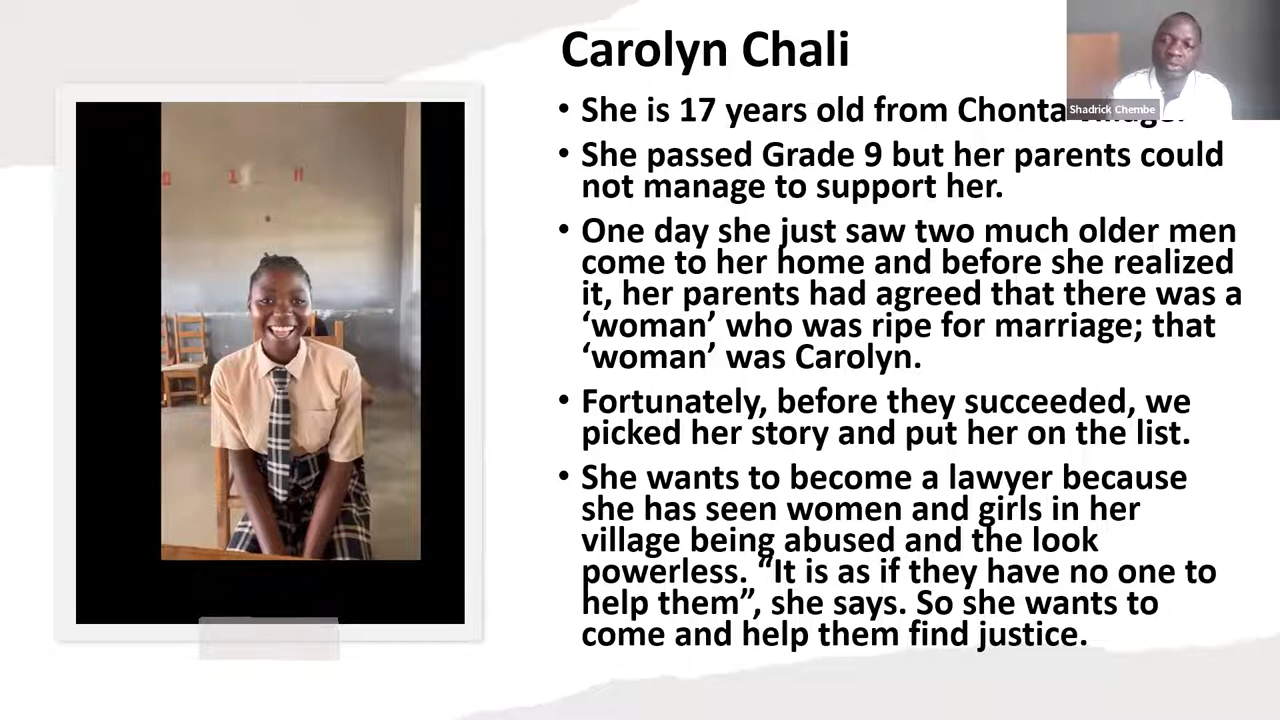 Carolyn Chali
Shadrick Chembe
• She is 17 years old from Chonta
• She passed Grade 9 but her parents could
not manage to support her.
• One day she just saw two much older men
come to her home and before she realized
it, her parents had agreed that there was a
‘woman’ who was ripe for marriage; that
‘woman’ was Carolyn.
• Fortunately, before they succeeded, we
picked her story and put her on the list.
• She wants to become a lawyer because
she has seen women and girls in her
village being abused and the look
powerless. “It is as if they have no one to
help them”, she says. So she wants to
come and help them find justice.